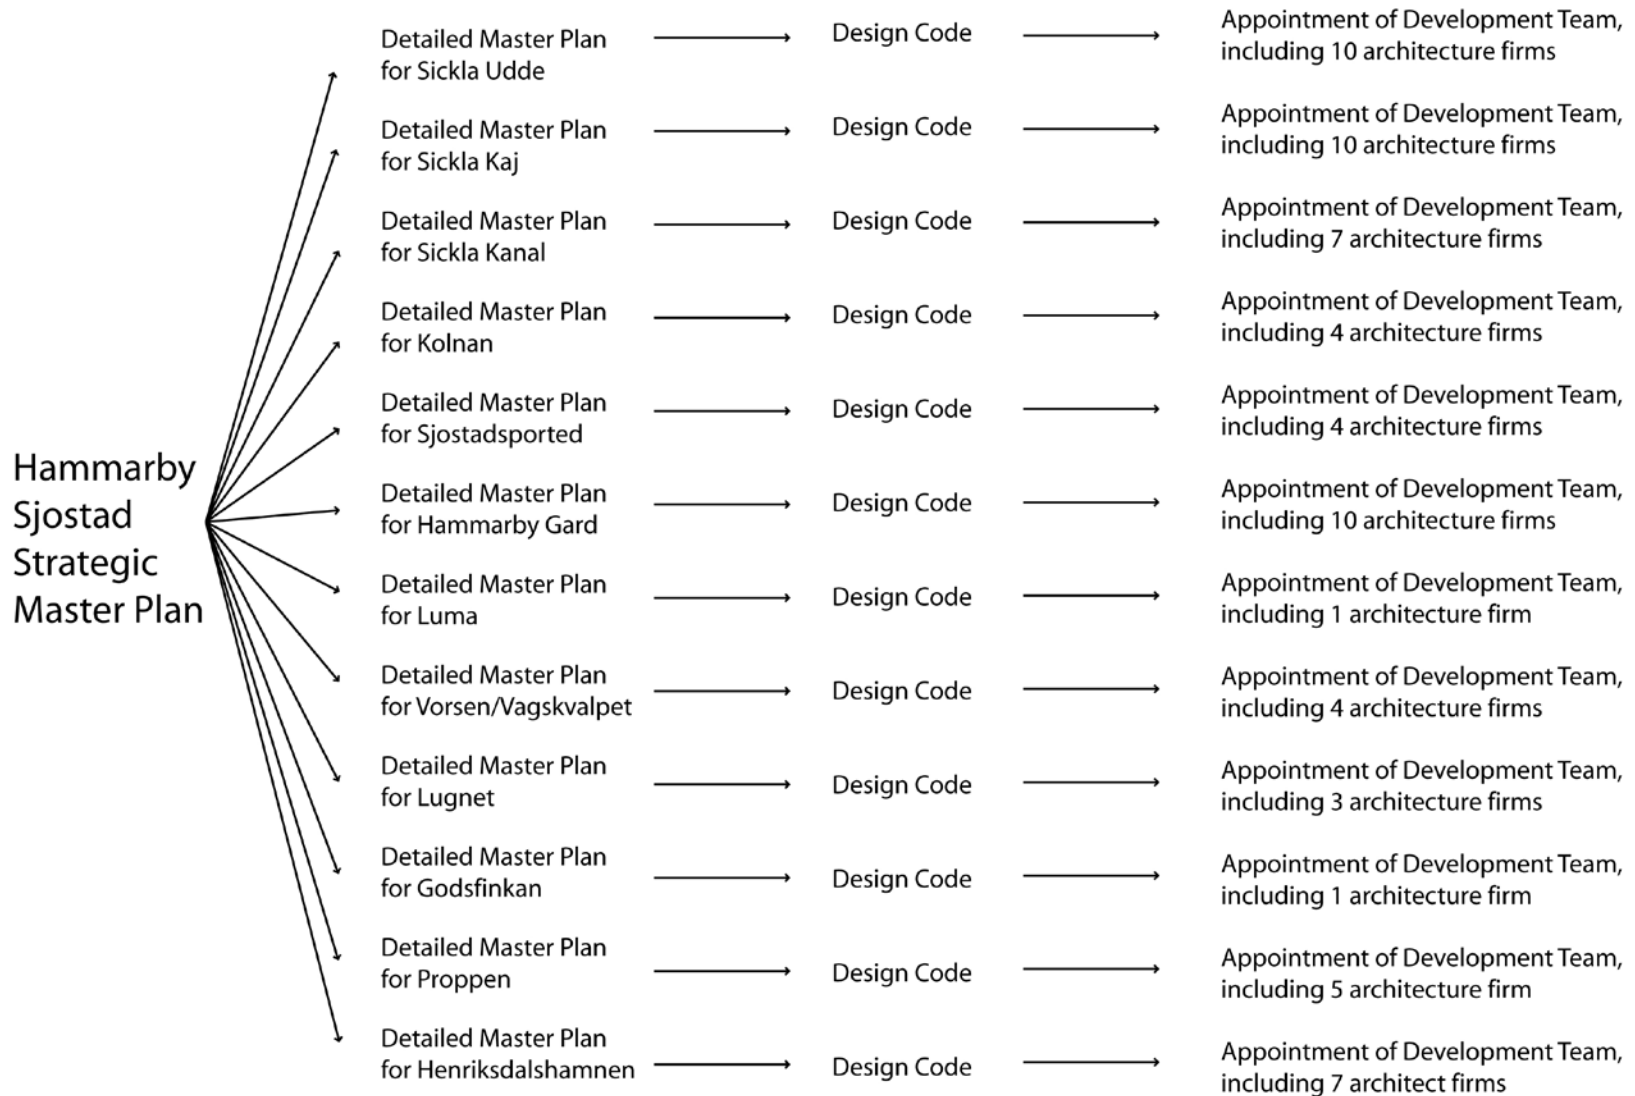 Hammarby
Sjostad
Strategic
Master Plan
Detailed Master Plan
for Sickla Udde
Design Code
Appointment of Development Team,
including 10 architecture firms
Detailed Master Plan
for Sickla Kaj
Design Code
Appointment of Development Team,
including 10 architecture firms
Detailed Master Plan
for Sickla Kanal
Design Code
Appointment of Development Team,
including 7 architecture firms
Detailed Master Plan
for Kolnan
Design Code
Appointment of Development Team,
including 4 architecture firms
Detailed Master Plan
for Sjostadsported
Design Code
Appointment of Development Team,
including 4 architecture firms
Detailed Master Plan
for Hammarby Gard
Design Code
Appointment of Development Team,
including 10 architecture firms
Detailed Master Plan
for Luma
Design Code
Appointment of Development Team,
including 1 architecture firm
Detailed Master Plan
for Vorsen/Vagskvalpet
Design Code
Appointment of Development Team,
including 4 architecture firms
Detailed Master Plan
for Lugnet
Design Code
Appointment of Development Team,
including 3 architecture firms
Detailed Master Plan
for Godsfinkan
Design Code
Appointment of Development Team,
including 1 architecture firm
Detailed Master Plan
for Proppen
Design Code
Appointment of Development Team,
including 5 architecture firm
Detailed Master Plan
for Henriksdalshamnen
Design Code
Appointment of Development Team,
including 7 architect firms